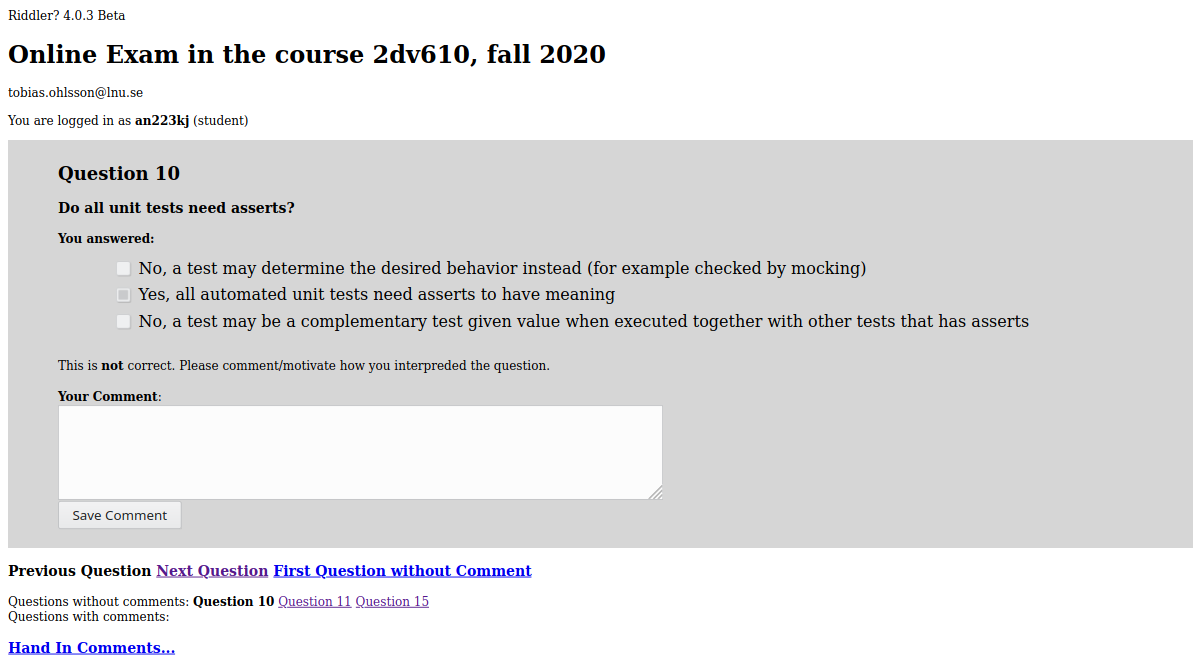 Riddler? 4.0.3 Beta
Online Exam in the course 2dv610, fall 2020
tobias.ohlsson@lnu.se
You are logged in as an223kj (student)
Question 10
Do all unit tests need asserts?
You answered:
No, a test may determine the desired behavior instead (for example checked by mocking)
Yes, all automated unit tests need asserts to have meaning
No, a test may be a complementary test given value when executed together with other tests that has asserts
This is not correct. Please comment/motivate how you interpreded the question.
Your Comment:
Save Comment
Previous Question Next Question First Question without Comment
Questions without comments: Question 10 Question 11 Question 15
Questions with comments:
Hand In Comments...